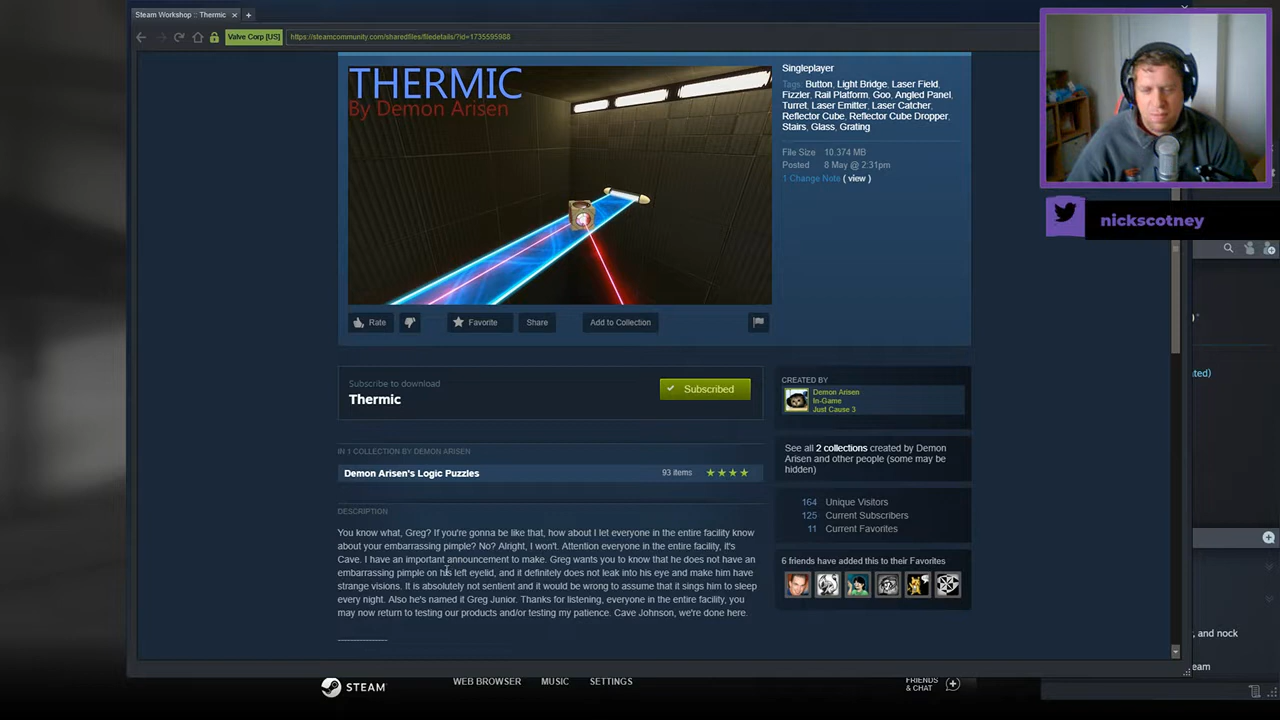 Steam Workshop :: Thermic
Valve Corp [US]
https://steamcommunity.com/sharedfiles/filedetails/?id=1735595988
THERMIC
By Demon Arisen
Singleplayer
Tags: Button, Light Bridge, Laser Field,
Fizzler, Rail Platform, Goo, Angled Panel,
Turret, Laser Emitter, Laser Catcher,
Reflector Cube, Reflector Cube Dropper,
Stairs, Glass, Grating
File Size 10.374 MB
Posted 8 May @ 2:31pm
1 Change Note ( view )
nickscotney
Rate
Favorite
Share
Add to Collection
Subscribe to download
Thermic
Subscribed
CREATED BY
Demon Arisen
In-Game
Just Cause 3
ated)
See all 2 collections created by Demon
Arisen and other people (some may be
hidden)
IN 1 COLLECTION BY DEMON ARISEN
Demon Arisen's Logic Puzzles
93 items
164 Unique Visitors
125 Current Subscribers
11 Current Favorites
DESCRIPTION
You know what, Greg? If you're gonna be like that, how about I let everyone in the entire facility know
about your embarrassing pimple? No? Alright, I won't. Attention everyone in the entire facility, it's
Cave. I have an important announcement to make. Greg wants you to know that he does not have an
embarrassing pimple on his left eyelid, and it definitely does not leak into his eye and make him have
strange visions. It is absolutely not sentient and it would be wrong to assume that it sings him to sleep
every night. Also he's named it Greg Junior. Thanks for listening, everyone in the entire facility, you
may now return to testing our products and/or testing my patience. Cave Johnson, we're done here.
----------------
6 friends have added this to their Favorites
, and nock
eam
STEAM
WEB BROWSER
MUSIC
SETTINGS
FRIENDS
& CHAT